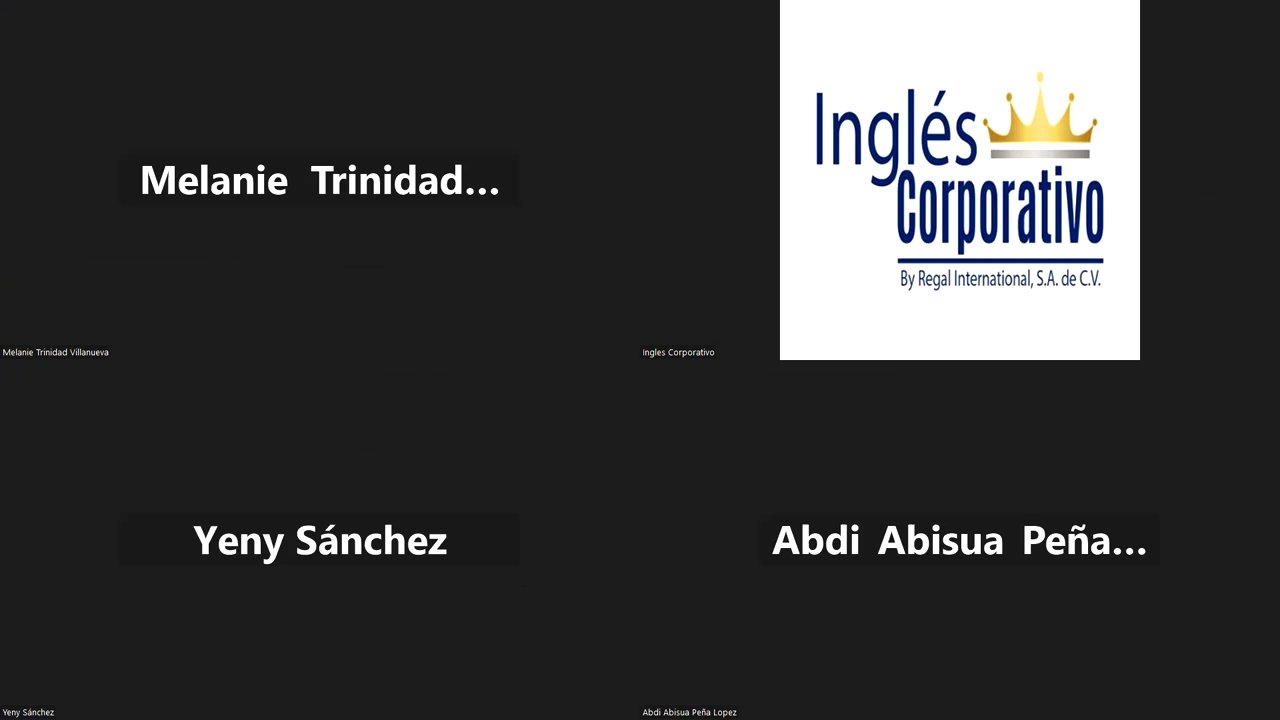 Melanie Trinidad...
Melanie Trinidad Villanueva
Inglés
Corporativo
By Regal International, S.A. de C.V.
Ingles Corporativo
Yeny Sánchez
Yeny Sánchez
Abdi Abisua Peña...
Abdi Abisua Peña Lopez